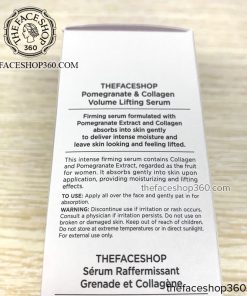 THE FACE SHOP
360
THEFACESHOP360.COM
THEFACESHOP
Pomegranate & Collagen
Volume Lifting Serum
Firming serum formulated with
Pomegranate Extract and Collagen
absorbs into skin gently
to deliver intense moisture and
leave skin looking and feeling lifted.
This intense firming serum contains Collagen
and Pomegranate Extract, regarded as the fruit
for women. It absorbs gently into skin upon
application, providing moisturizing and lifting
effects.
thefaceshop360.com
TO USE: Apply all over the face and gently pat in for
absorption.
WARNING: Discontinue use if irritation or rash occurs.
Consult a physician if irritation persists. Do not use on
broken or damaged skin. Keep out of reach of children.
Do not store at extreme temperatures or in direct sunlight.
For external use only.
thefaceshop360.com
THEFACESHOP
Sérum Raffermissant
Grenade et Collagène